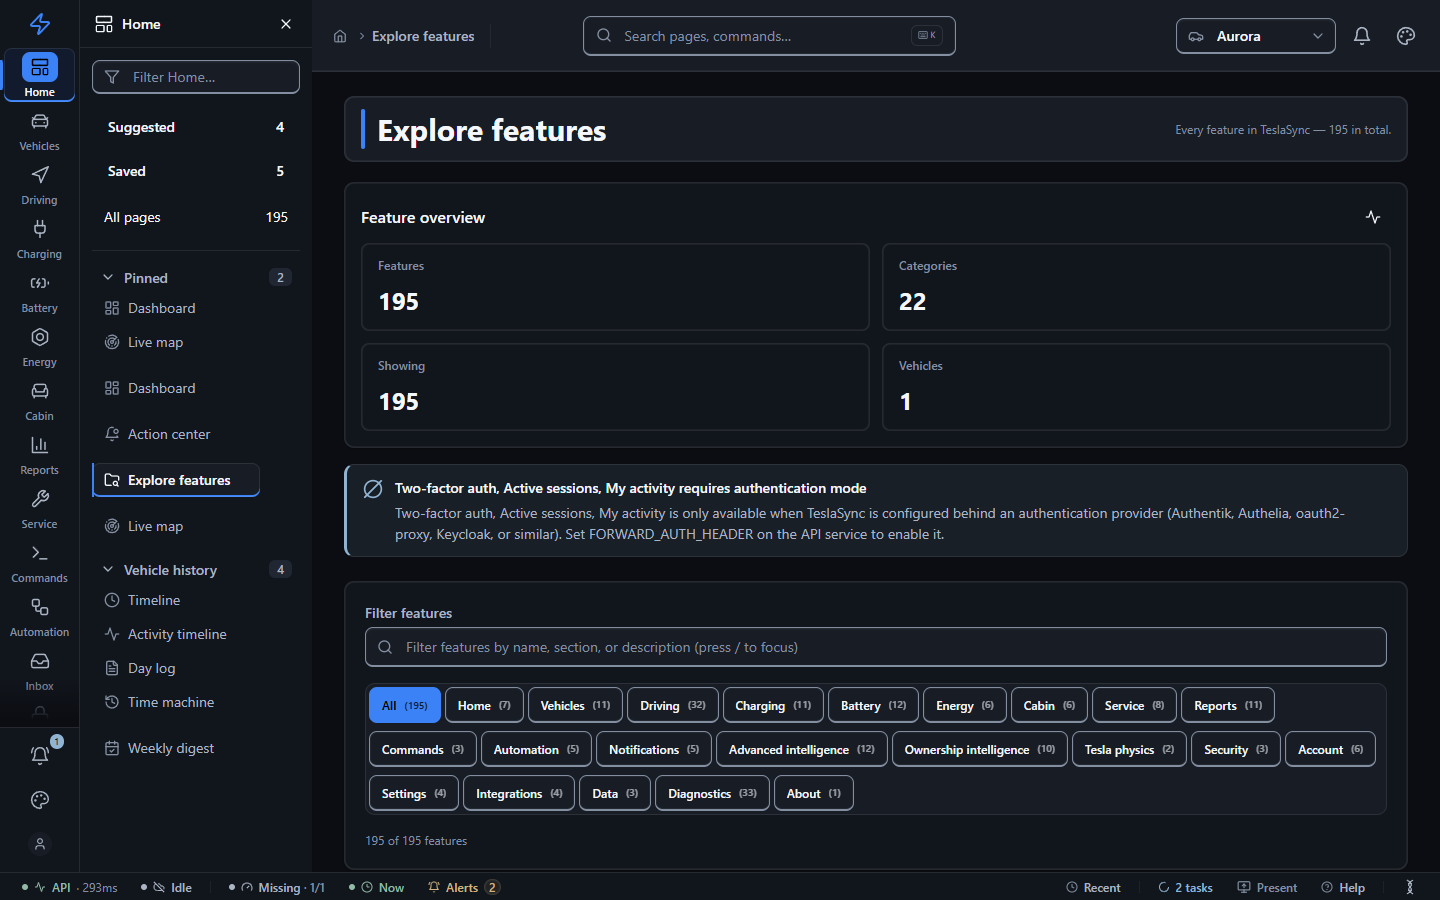 Home
Vehicles
Driving
Charging
Battery
Energy
Cabin
Reports
Service
Commands
Automation
Inbox
1
Home
Filter Home...
Suggested 4
Saved 5
All pages 195
Pinned 2
Dashboard
Live map
Dashboard
Action center
Explore features
Live map
Vehicle history 4
Timeline
Activity timeline
Day log
Time machine
Weekly digest
Explore features
Search pages, commands... K
Aurora
Explore features
Every feature in TeslaSync — 195 in total.
Feature overview
Features
195
Categories
22
Showing
195
Vehicles
1
Two-factor auth, Active sessions, My activity requires authentication mode
Two-factor auth, Active sessions, My activity is only available when TeslaSync is configured behind an authentication provider (Authentik, Authelia, oauth2-
proxy, Keycloak, or similar). Set FORWARD_AUTH_HEADER on the API service to enable it.
Filter features
Filter features by name, section, or description (press / to focus)
All (195) Home (7) Vehicles (11) Driving (32) Charging (11) Battery (12) Energy (6) Cabin (6) Service (8) Reports (11)
Commands (3) Automation (5) Notifications (5) Advanced intelligence (12) Ownership intelligence (10) Tesla physics (2) Security (3) Account (6)
Settings (4) Integrations (4) Data (3) Diagnostics (33) About (1)
195 of 195 features
API · 293ms Idle Missing · 1/1 Now Alerts 2 Recent 2 tasks Present Help